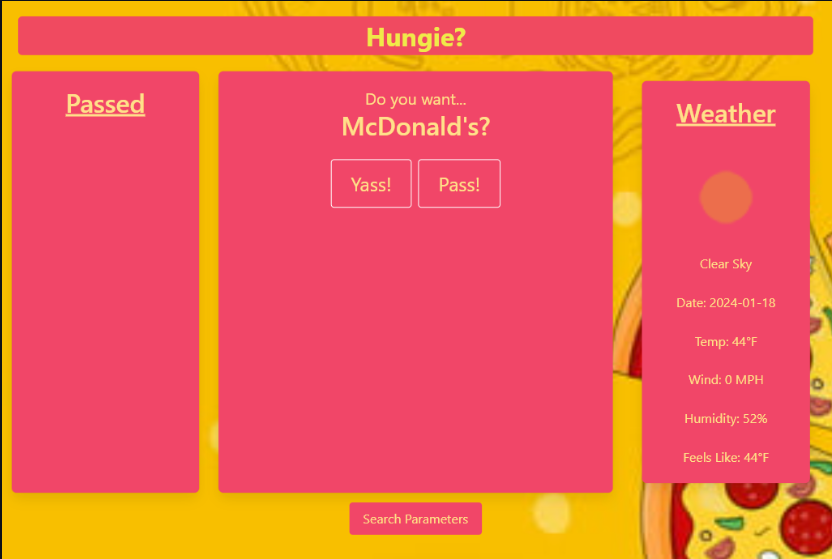 Hungie?
Passed
Do you want...
McDonald's?
Yass!
Pass!
Weather
Clear Sky
Date: 2024-01-18
Temp: 44°F
Wind: 0 MPH
Humidity: 52%
Feels Like: 44°F
Search Parameters